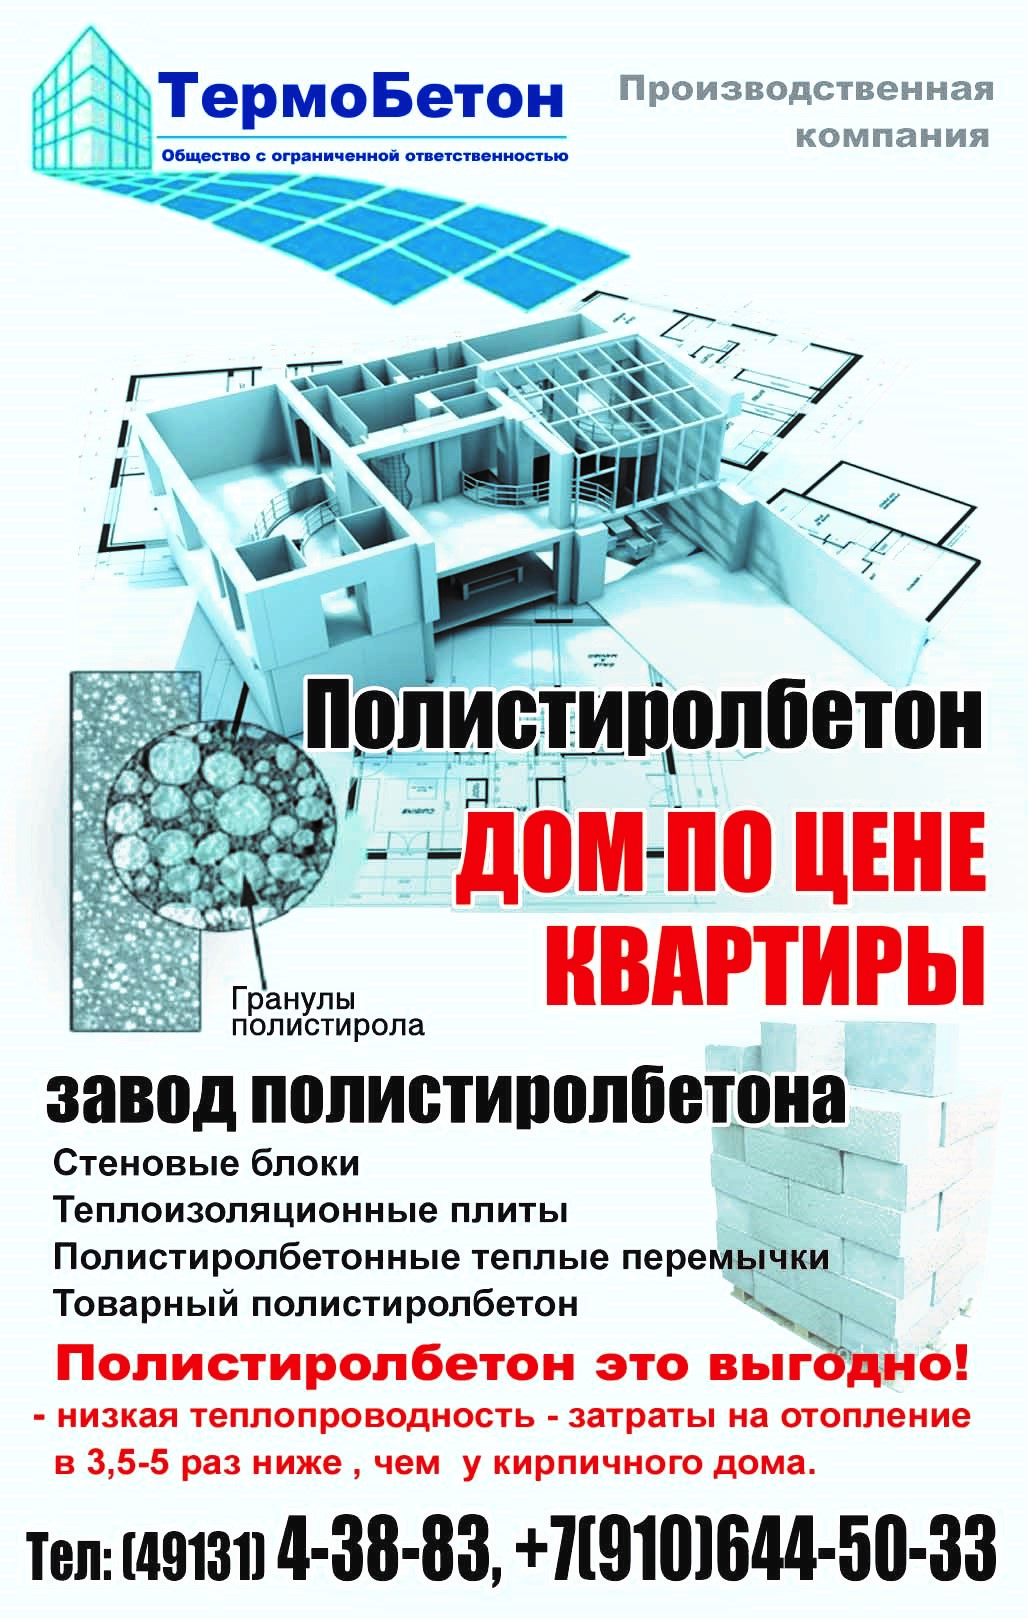 ТермоБетон
Общество с ограниченной ответственностью
Производственная
компания
Полистиролбетон
ДОМ ПО ЦЕНЕ
КВАРТИРЫ
Гранулы
полистирола
завод полистиролбетона
Стеновые блоки
Теплоизоляционные плиты
Полистиролбетонные теплые перемычки
Товарный полистиролбетон
Полистиролбетон это выгодно!
- низкая теплопроводность - затраты на отопление
в 3,5-5 раз ниже , чем у кирпичного дома.
Тел: (49131) 4-38-83, +7(910)644-50-33